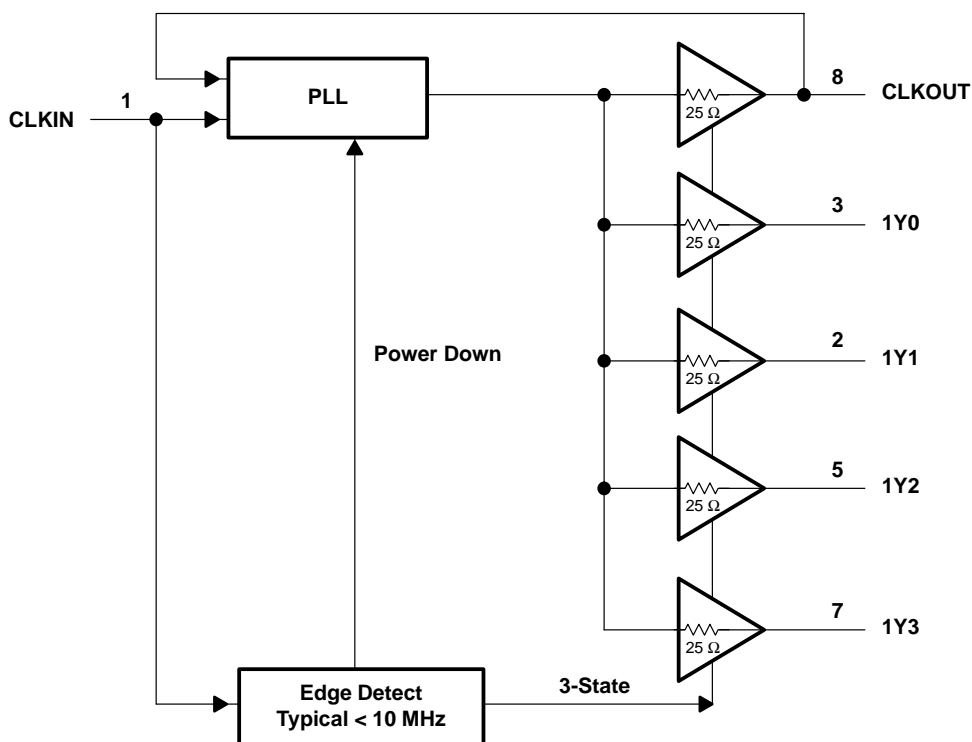 8
CLKOUT
PLL
25 Ω
1
CLKIN
3
1Y0
25 Ω
2
1Y1
Power Down
25 Ω
5
1Y2
25 Ω
7
1Y3
25 Ω
3-State
Edge Detect
Typical < 10 MHz